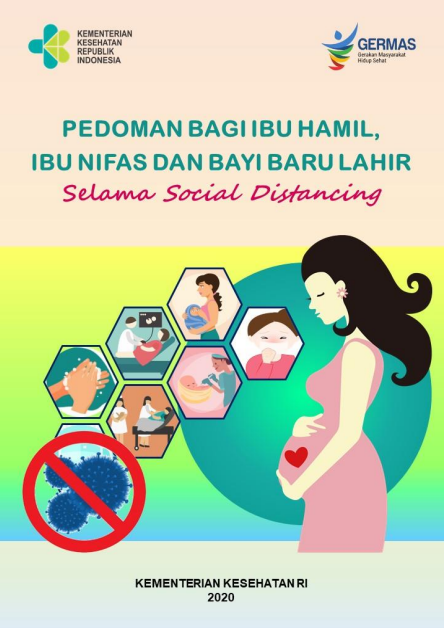 KEMENTERIAN
KESEHATAN
REPUBLIK
INDONESIA
GERMAS
Gerakan Masyarakat
Hidup Sehat
PEDOMAN BAGI IBU HAMIL,
IBU NIFAS DAN BAYI BARU LAHIR
Selama Social Distancing
KEMENTERIAN KESEHATAN RI
2020